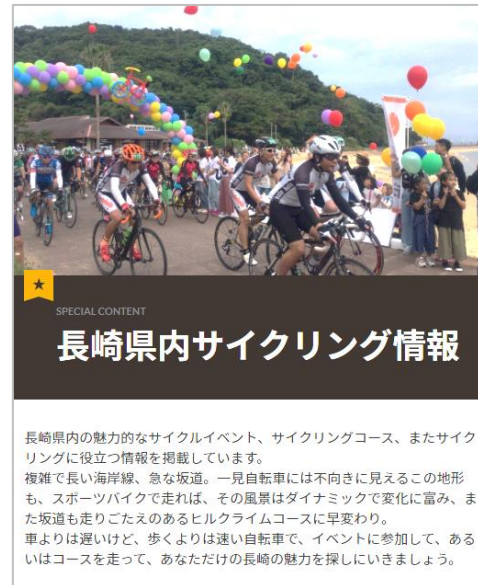 SPECIAL CONTENT
長崎県内サイクリング情報
長崎県内の魅力的なサイクルイベント、サイクリングコース、またサイク
リングに役立つ情報を掲載しています。
複雑で長い海岸線、急な坂道。一見自転車には不向きに見えるこの地形
も、スポーツバイクで走れば、その風景はダイナミックで変化に富み、ま
た坂道も走りごたえのあるヒルクライムコースに早変わり。
車よりは遅いけど、歩くよりは速い自転車で、イベントに参加して、ある
いはコースを走って、あなただけの長崎の魅力を探しにいきましょう。